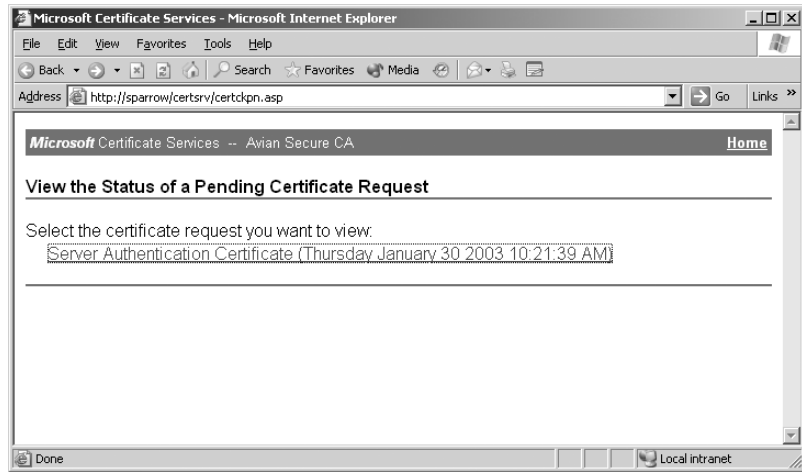 Microsoft Certificate Services - Microsoft Internet Explorer
File Edit View Favorites Tools Help
Back Search Favorites Media
Address http://sparrow/certsrv/certckpn.asp Go Links »
Microsoft Certificate Services -- Avian Secure CA Home
View the Status of a Pending Certificate Request
Select the certificate request you want to view:
Server Authentication Certificate (Thursday January 30 2003 10:21:39 AM)
Done Local intranet